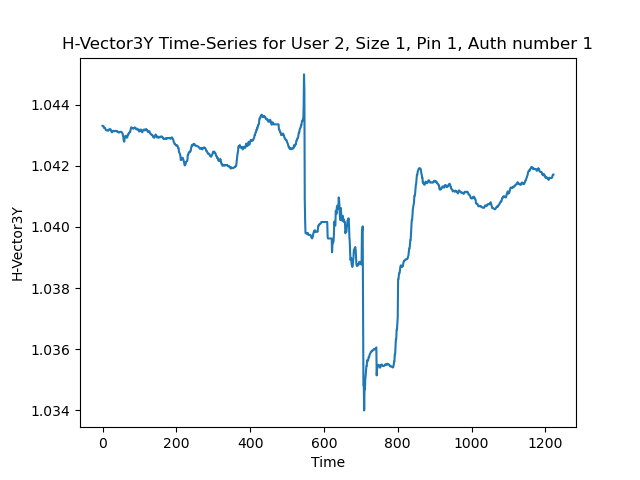 H-Vector3Y Time-Series for User 2, Size 1, Pin 1, Auth number 1
H-Vector3Y
1.044
1.042
1.040
1.038
1.036
1.034
0 200 400 600 800 1000 1200
Time